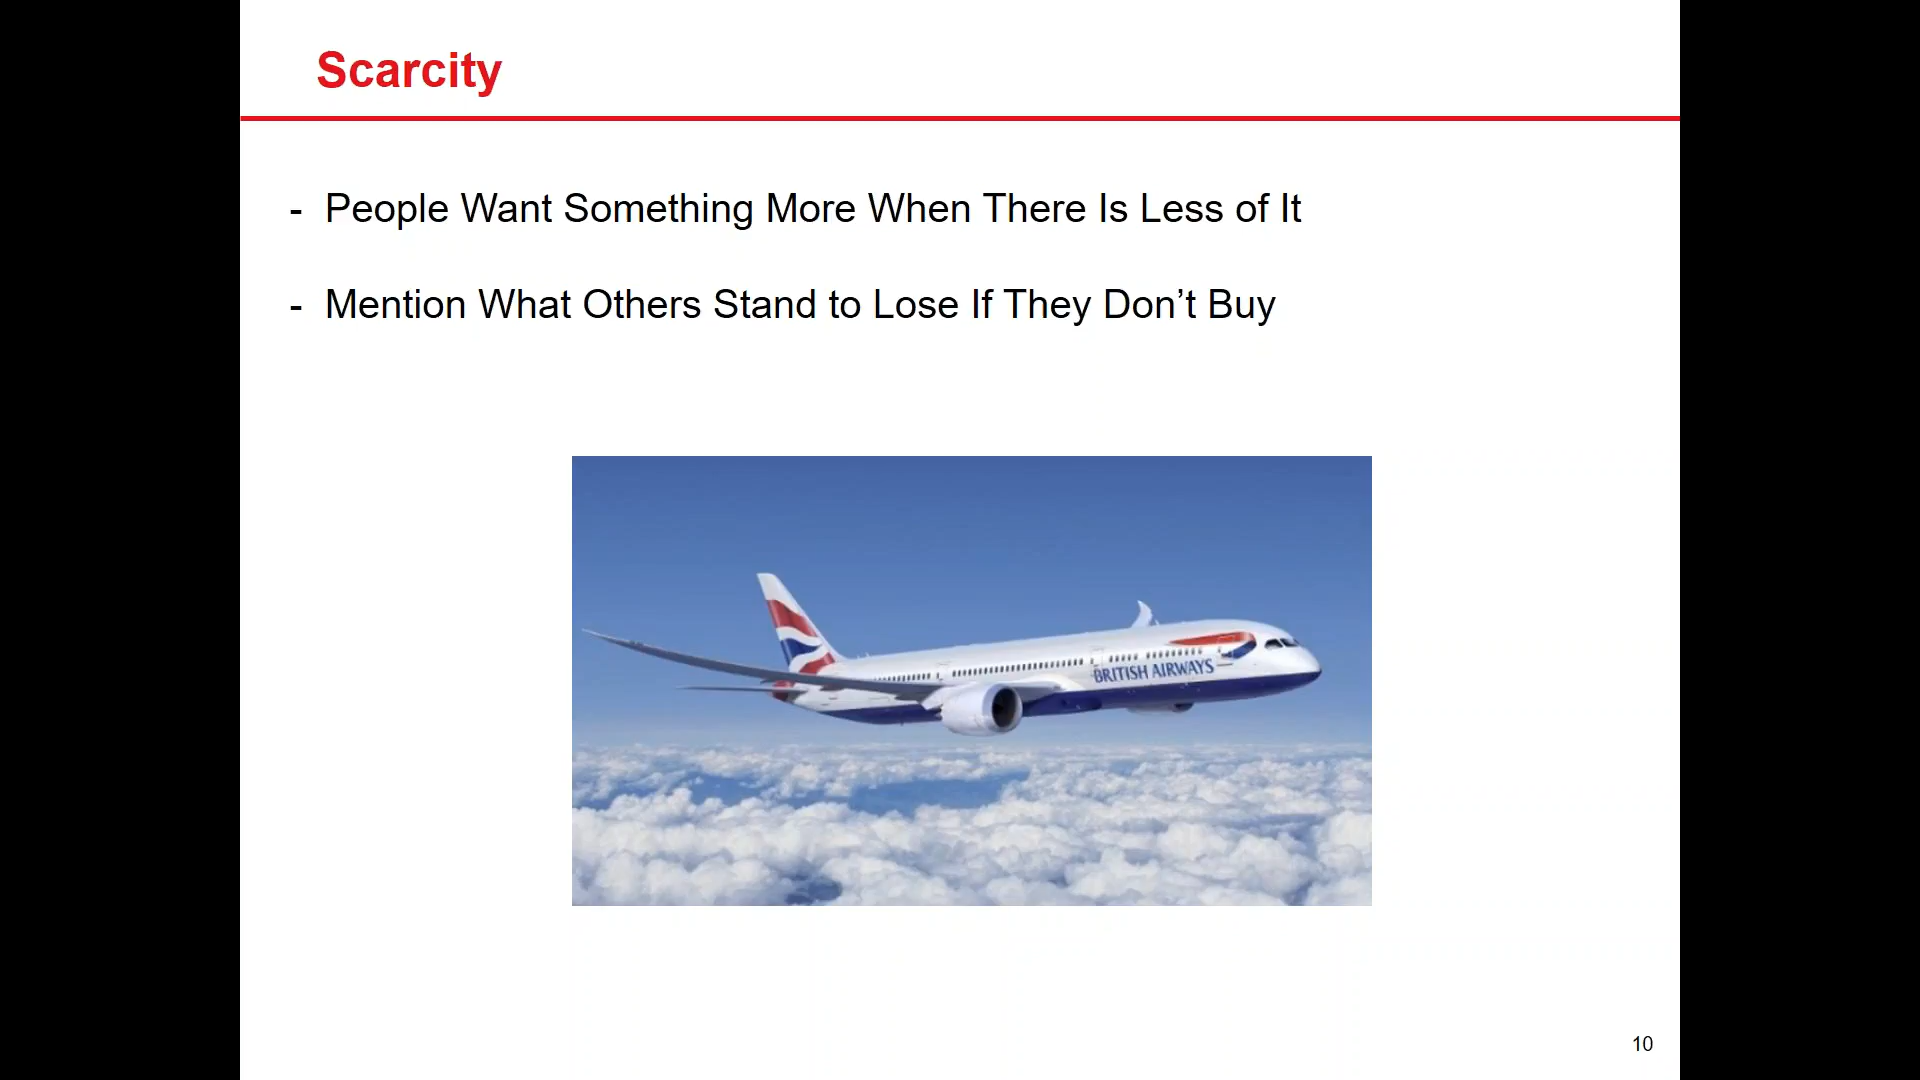 Scarcity
- People Want Something More When There Is Less of It
- Mention What Others Stand to Lose If They Don’t Buy
BRITISH AIRWAYS
10